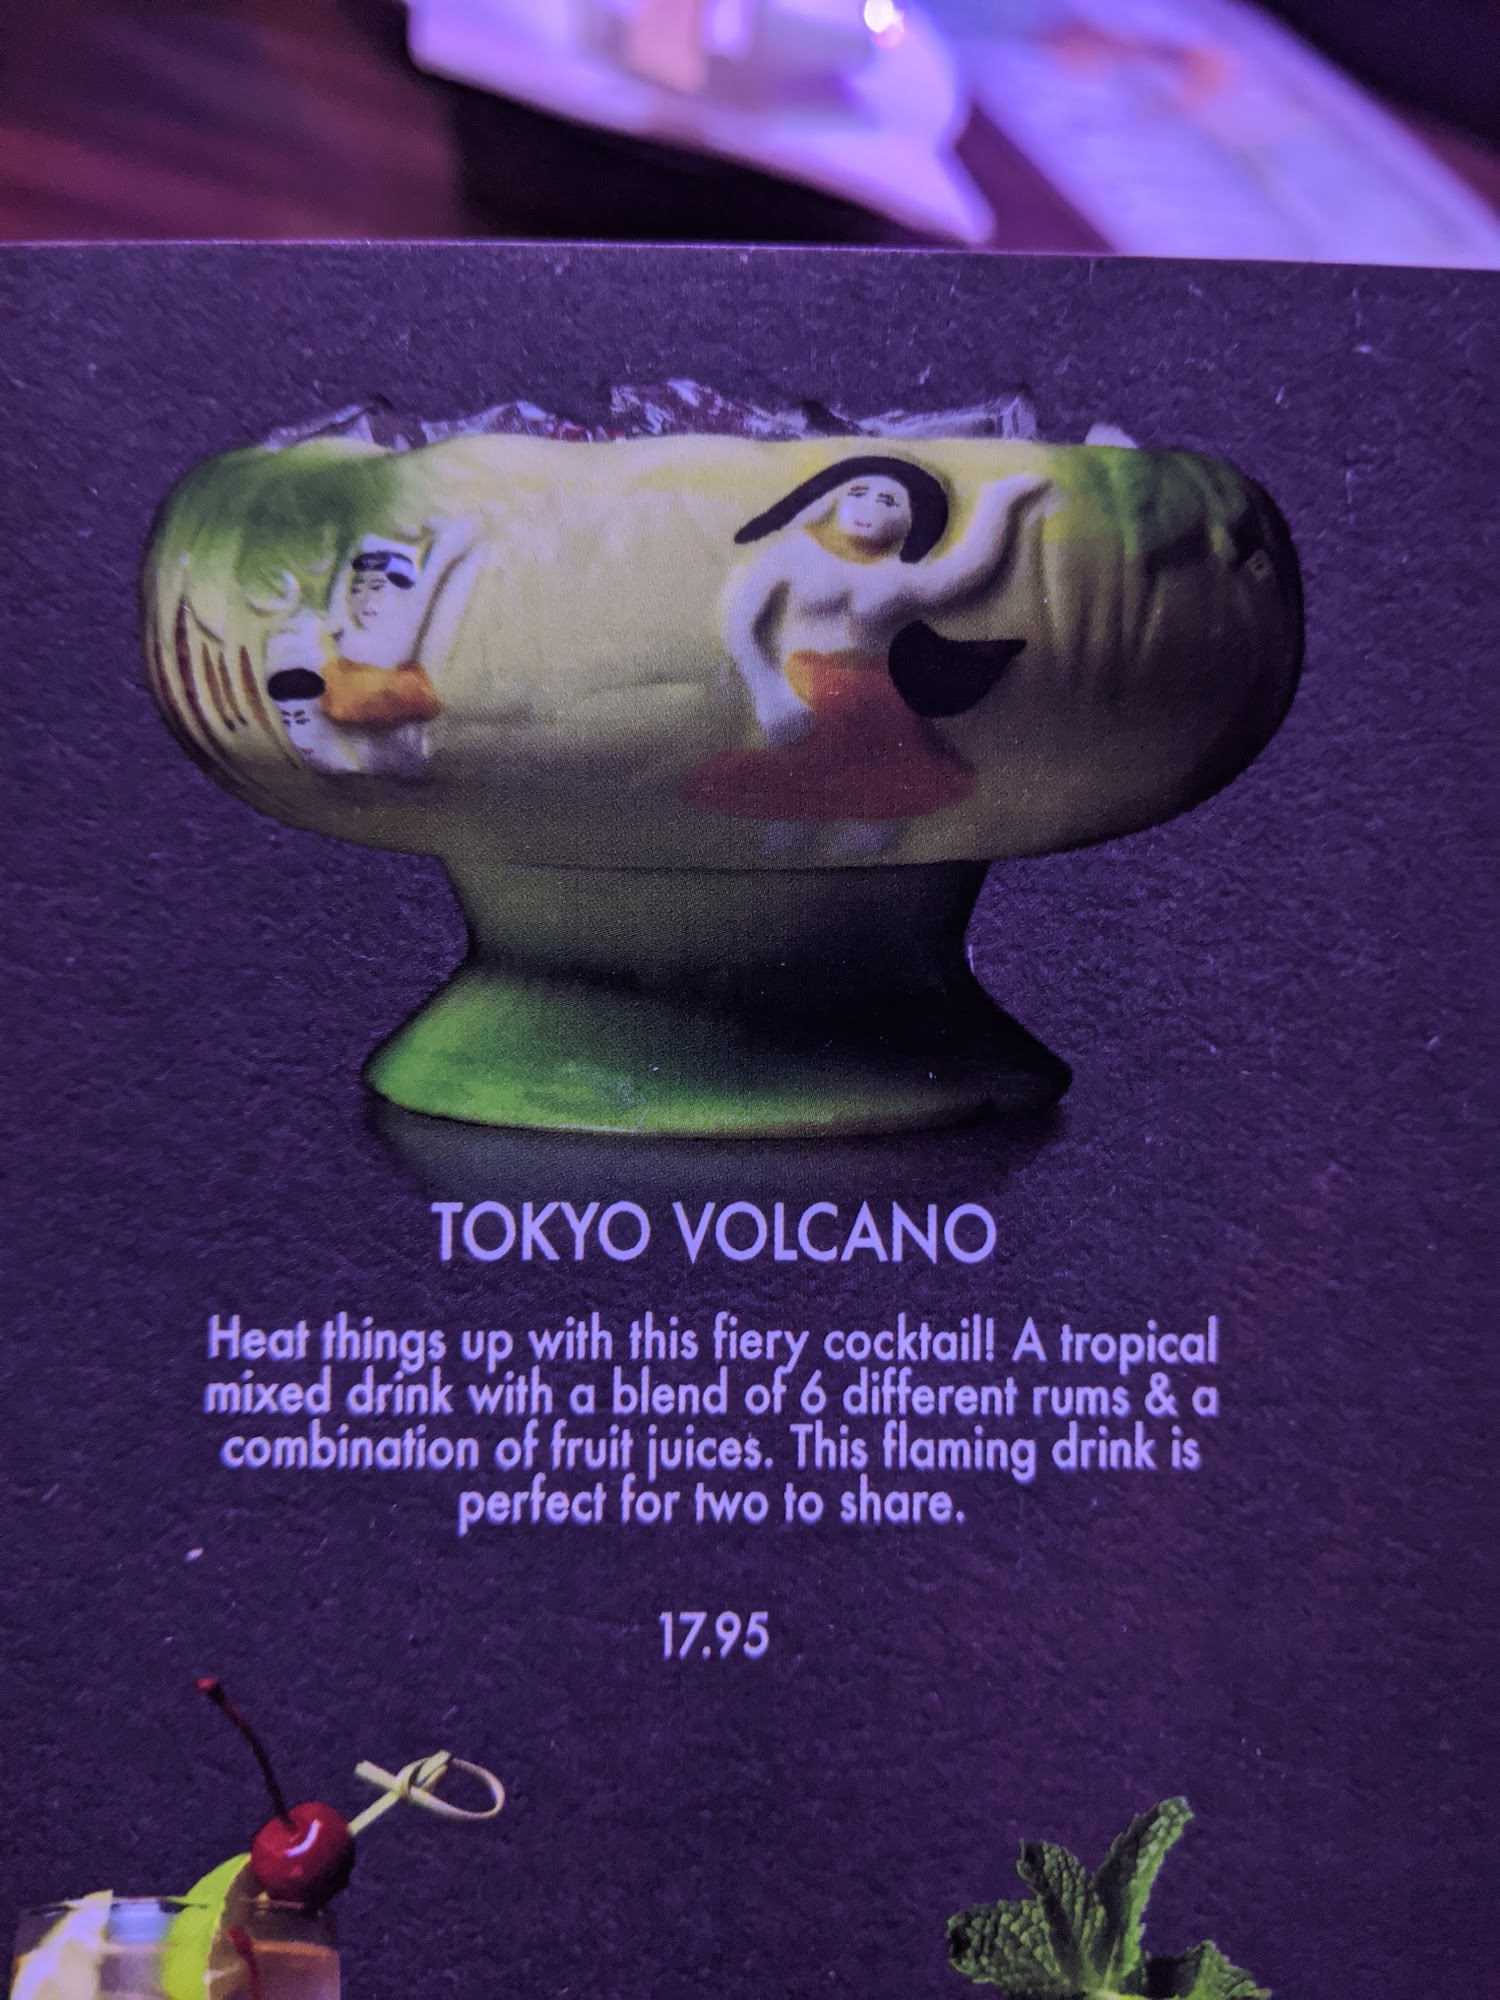 TOKYO VOLCANO
Heat things up with this fiery cocktail! A tropical
mixed drink with a blend of 6 different rums & a
combination of fruit juices. This flaming drink is
perfect for two to share.
17.95